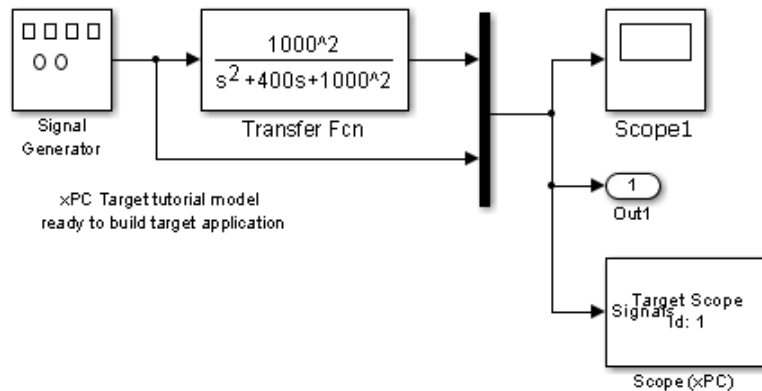 1000^2
s²+400s+1000^2
Signal
Generator
Transfer Fcn
Scope1
xPC Target tutorial model
ready to build target application
1
Out1
Target Scope
Signals
Id: 1
Scope (xPC)